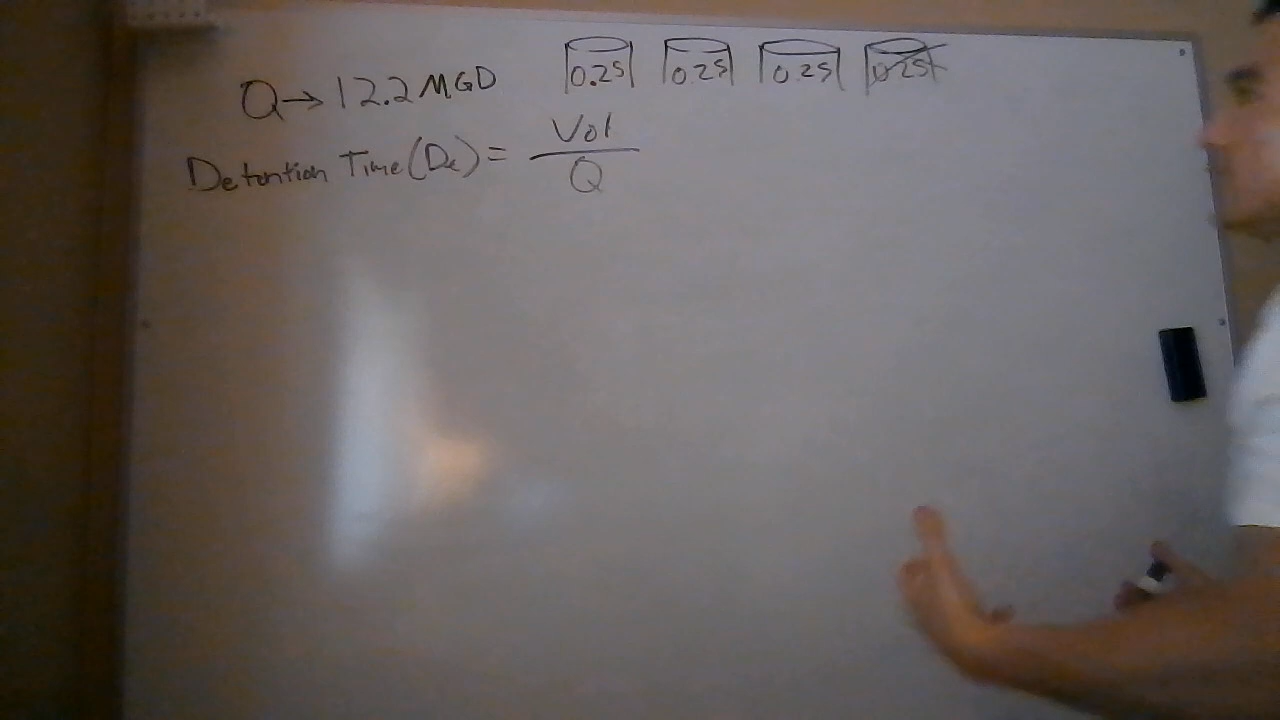 Q→12.2 MGD 0.25 0.25 0.25 0.25
Detention Time (Dt) = Vol
Q